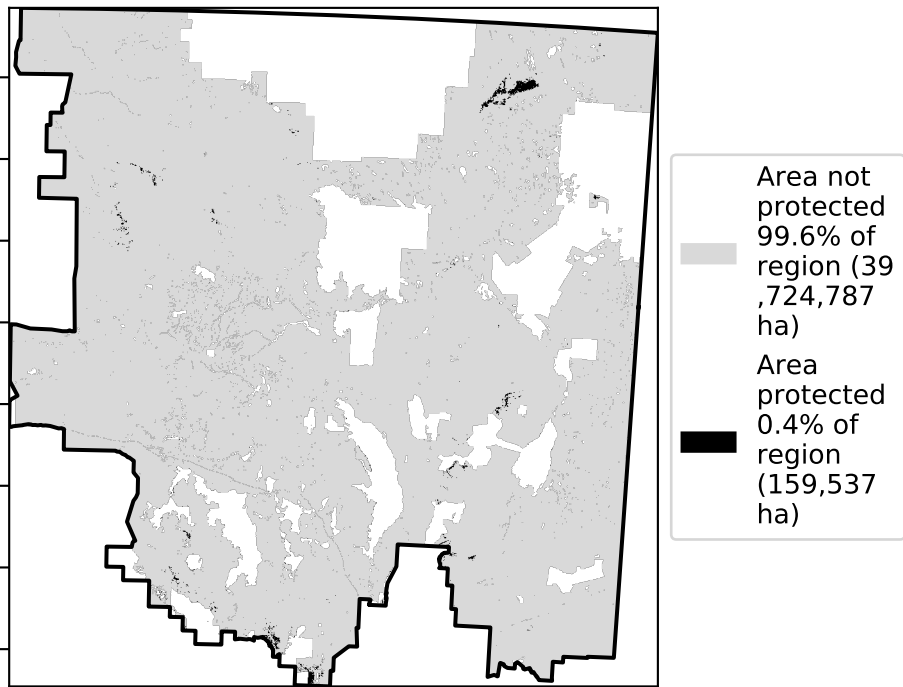 Area not
protected
99.6% of
region (39
,724,787
ha)
Area
protected
0.4% of
region
(159,537
ha)